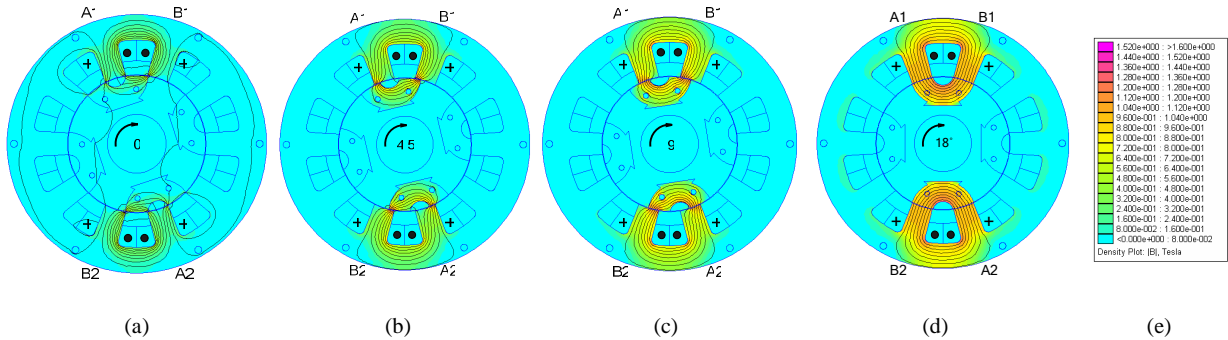 A1 B1
+ +
0
B2 A2
A1 B1
+ +
4 5
+ +
B2 A2
A1 B1
+ +
9
+ +
B2 A2
A1 B1
+ +
18°
+ +
B2 A2
1.520e+000 : >1.600e+000
1.440e+000 : 1.520e+000
1.360e+000 : 1.440e+000
1.280e+000 : 1.360e+000
1.200e+000 : 1.280e+000
1.120e+000 : 1.200e+000
1.040e+000 : 1.120e+000
9.600e-001 : 1.040e+000
8.800e-001 : 9.600e-001
8.000e-001 : 8.800e-001
7.200e-001 : 8.000e-001
6.400e-001 : 7.200e-001
5.600e-001 : 6.400e-001
4.800e-001 : 5.600e-001
4.000e-001 : 4.800e-001
3.200e-001 : 4.000e-001
2.400e-001 : 3.200e-001
1.600e-001 : 2.400e-001
8.000e-002 : 1.600e-001
<0.000e+000 : 8.000e-002
Density Plot: |B|, Tesla
(a) (b) (c) (d) (e)